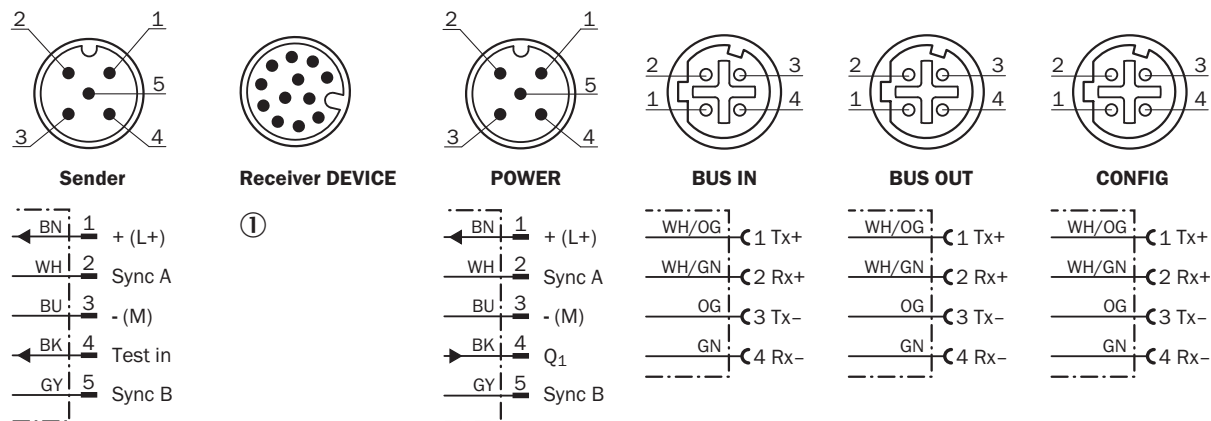 2 1
5
3 4
Sender
BN 1 + (L+)
WH 2 Sync A
BU 3 - (M)
BK 4 Test in
GY 5 Sync B
Receiver DEVICE
①
2 1
5
3 4
POWER
BN 1 + (L+)
WH 2 Sync A
BU 3 - (M)
BK 4 Q₁
GY 5 Sync B
2 3
1 4
BUS IN
WH/OG 1 Tx+
WH/GN 2 Rx+
OG 3 Tx–
GN 4 Rx–
2 3
1 4
BUS OUT
WH/OG 1 Tx+
WH/GN 2 Rx+
OG 3 Tx–
GN 4 Rx–
2 3
1 4
CONFIG
WH/OG 1 Tx+
WH/GN 2 Rx+
OG 3 Tx–
GN 4 Rx–